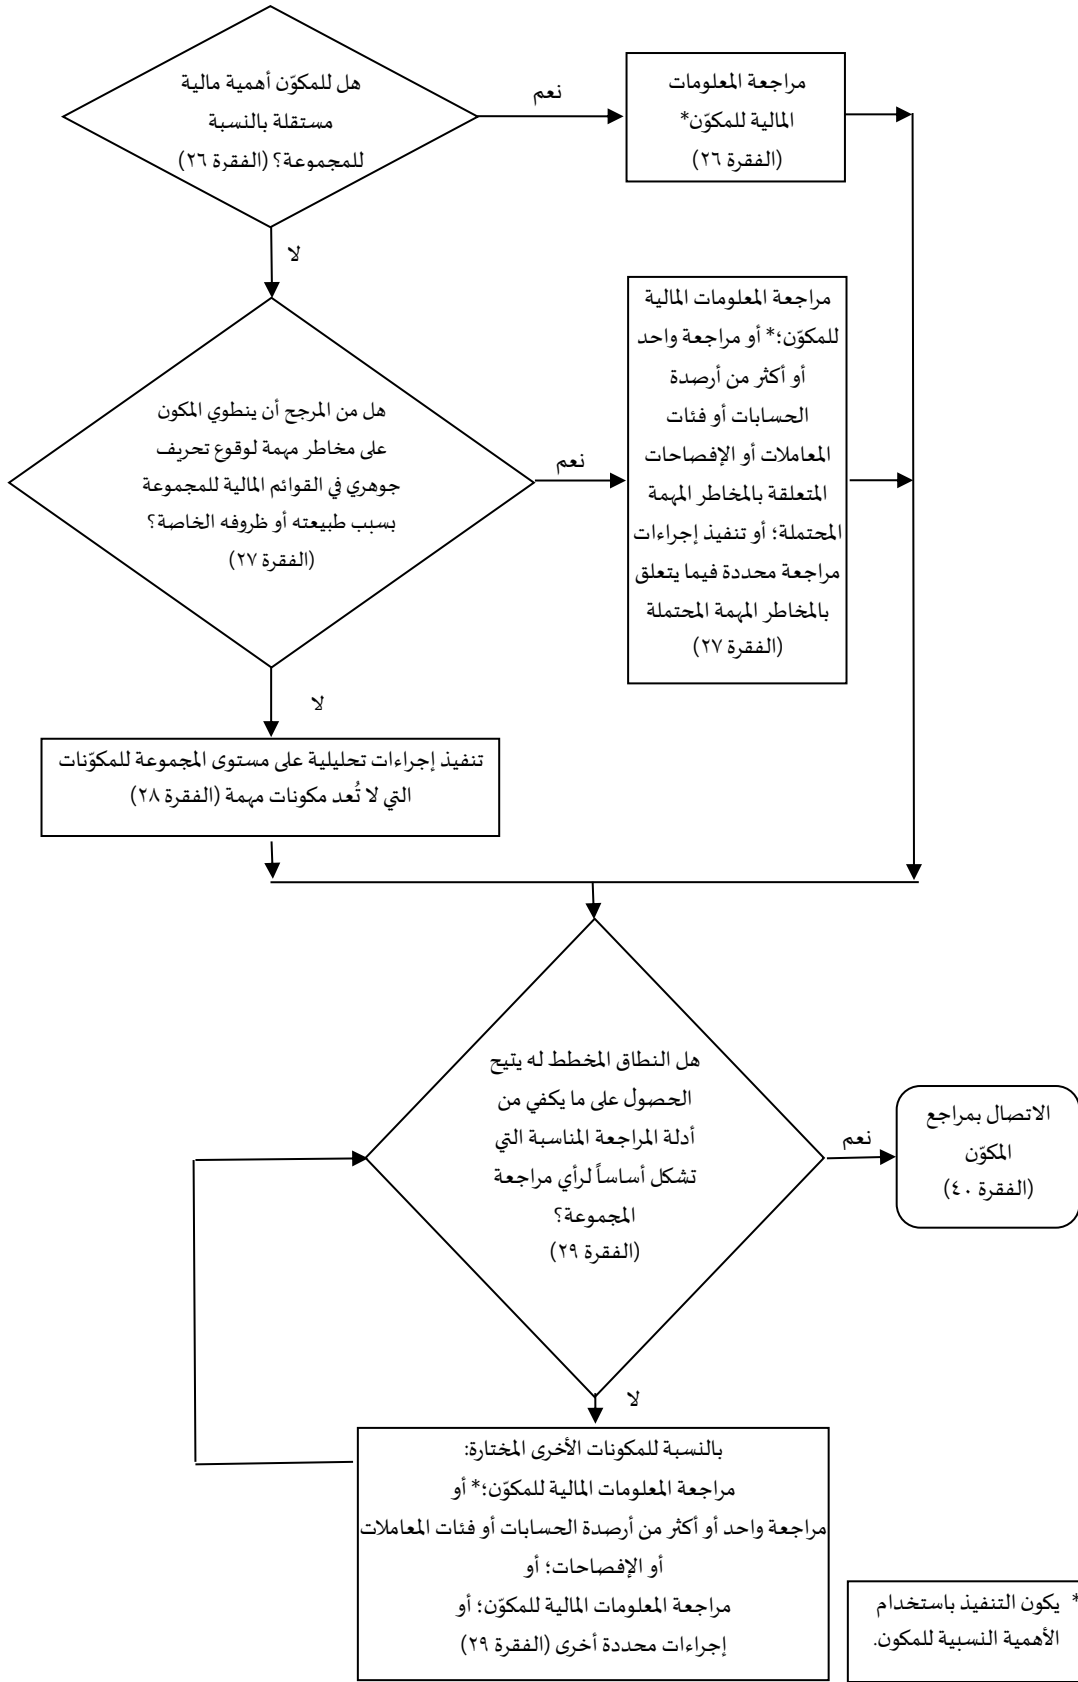 هل للمكوّن أهمية مالية
مستقلة بالنسبة
للمجموعة؟ (الفقرة ٢٦)
نعم
مراجعة المعلومات
المالية للمكوّن*
(الفقرة ٢٦)
لا
هل من المرجح أن ينطوي المكون
على مخاطر مهمة لوقوع تحريف
جوهري في القوائم المالية للمجموعة
بسبب طبيعته أو ظروفه الخاصة؟
(الفقرة ٢٧)
نعم
مراجعة المعلومات المالية
للمكوّن؛* أو مراجعة واحد
أو أكثر من أرصدة
الحسابات أو فئات
المعاملات أو الإفصاحات
المتعلقة بالمخاطر المهمة
المحتملة؛ أو تنفيذ إجراءات
مراجعة محددة فيما يتعلق
بالمخاطر المهمة المحتملة
(الفقرة ٢٧)
لا
تنفيذ إجراءات تحليلية على مستوى المجموعة للمكوّنات
التي لا تُعد مكونات مهمة (الفقرة ٢٨)
هل النطاق المخطط له يتيح
الحصول على ما يكفي من
أدلة المراجعة المناسبة التي
تشكل أساساً لرأي مراجعة
المجموعة؟
(الفقرة ٢٩)
نعم
الاتصال بمراجع
المكوّن
(الفقرة ٤٠)
لا
بالنسبة للمكونات الأخرى المختارة:
مراجعة المعلومات المالية للمكوّن؛* أو
مراجعة واحد أو أكثر من أرصدة الحسابات أو فئات المعاملات
أو الإفصاحات؛ أو
مراجعة المعلومات المالية للمكوّن؛ أو
إجراءات محددة أخرى (الفقرة ٢٩)
* يكون التنفيذ باستخدام
الأهمية النسبية للمكون.